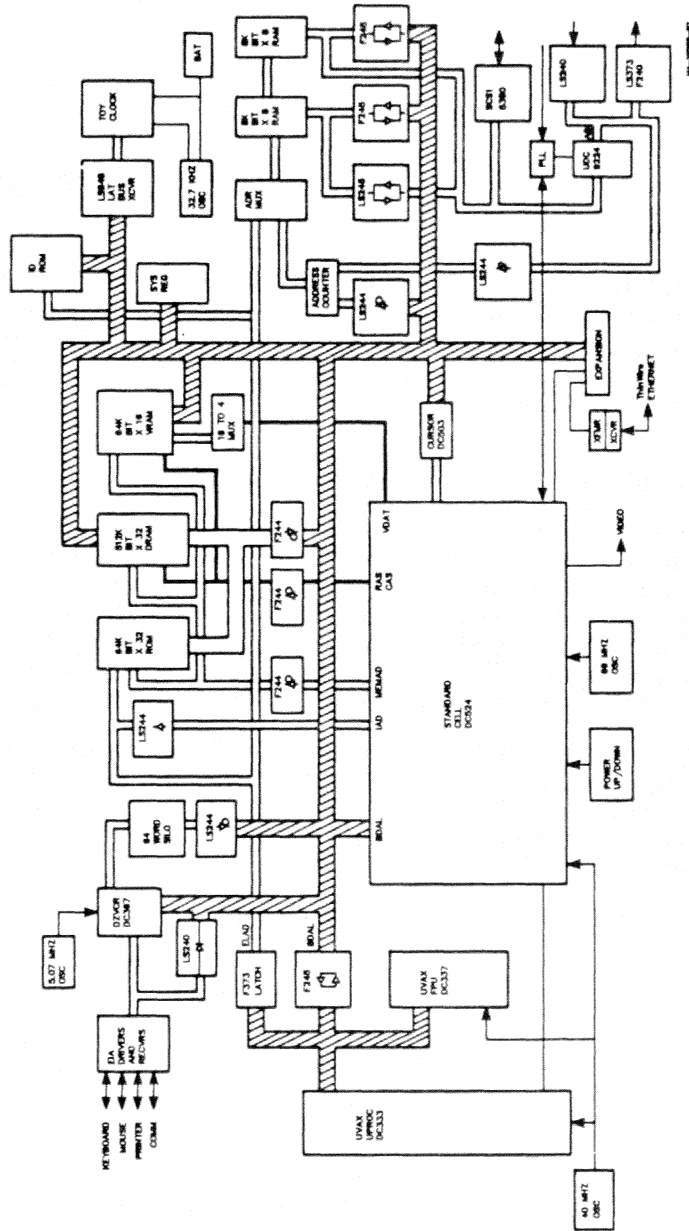 KEYBOARD
MOUSE
PRINTER
COMM
EIA
DRIVERS
AND
RECVRS
5.07 MHZ
OSC
DZVCR
DC367
LS240
64
WORD
SILO
LS244
LS244
64K
BIT
X 32
ROM
512K
BIT
X 32
DRAM
64K
BIT
X 16
VRAM
16 TO 4
MUX
ID
ROM
SYS
REG
LAT
BUS
XCVR
TOY
CLOCK
32.7 KHZ
OSC
BAT
ELAD
F373
LATCH
BDAL
F245
F244
F244
F244
ADR
MUX
8K
BIT
X 8
RAM
8K
BIT
X 8
RAM
ADDRESS
COUNTER
LS244
LS245
F245
F245
UVAX
FPU
DC337
UVAX
UPROC
DC333
BDAL
IAD
MEMAD
RAS
CAS
VDAT
STANDARD
CELL
DC524
CURSOR
DC503
LS244
SCSI
5380
PLL
UDC
9224
LS240
LS373
F240
EXPANSION
XFMR
XCVR
ThinWire
ETHERNET
VIDEO
MHZ
OSC
POWER
UP/DOWN
40 MHZ
OSC